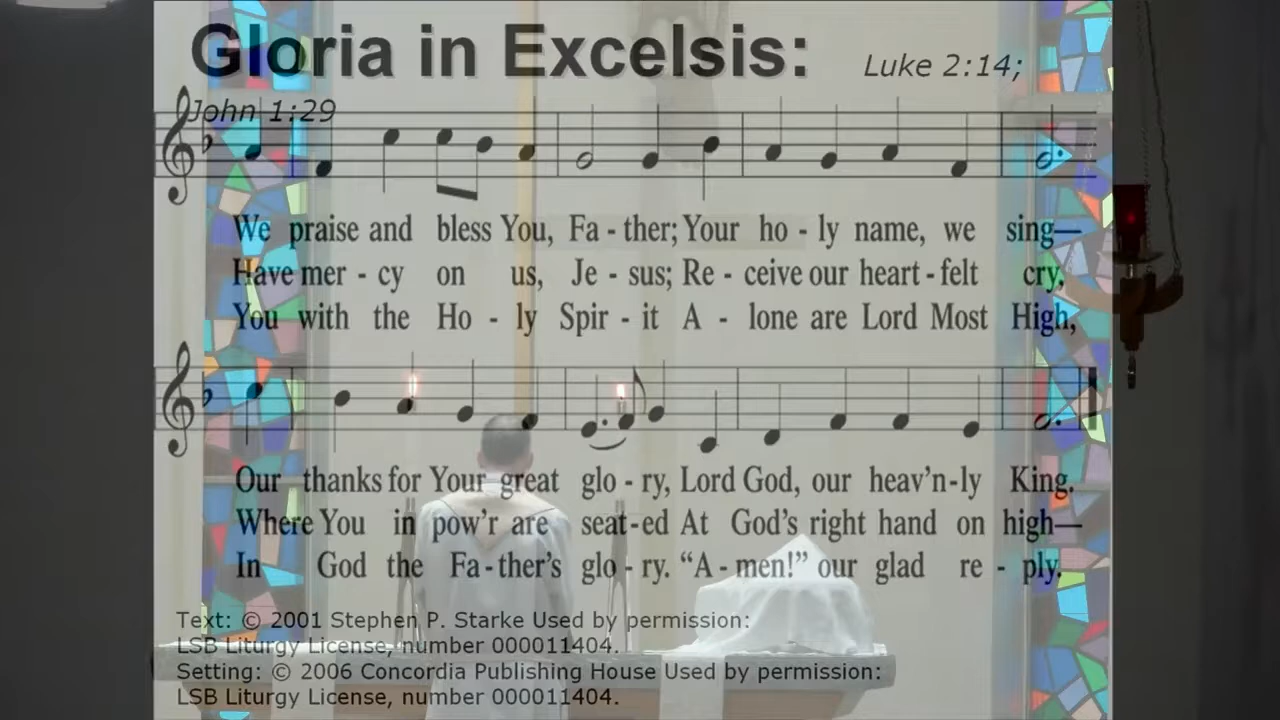 Gloria in Excelsis: Luke 2:14;
John 1:29
We praise and bless You, Fa - ther; Your ho - ly name, we sing—
Have mer - cy on us, Je - sus; Re - ceive our heart - felt cry,
You with the Ho - ly Spir - it A - lone are Lord Most High,
Our thanks for Your great glo - ry, Lord God, our heav'n-ly King.
Where You in pow'r are seat-ed At God's right hand on high—
In God the Fa-ther's glo - ry. “A - men!” our glad re - ply.
Text: © 2001 Stephen P. Starke Used by permission:
LSB Liturgy License, number 000011404.
Setting: © 2006 Concordia Publishing House Used by permission:
LSB Liturgy License, number 000011404.